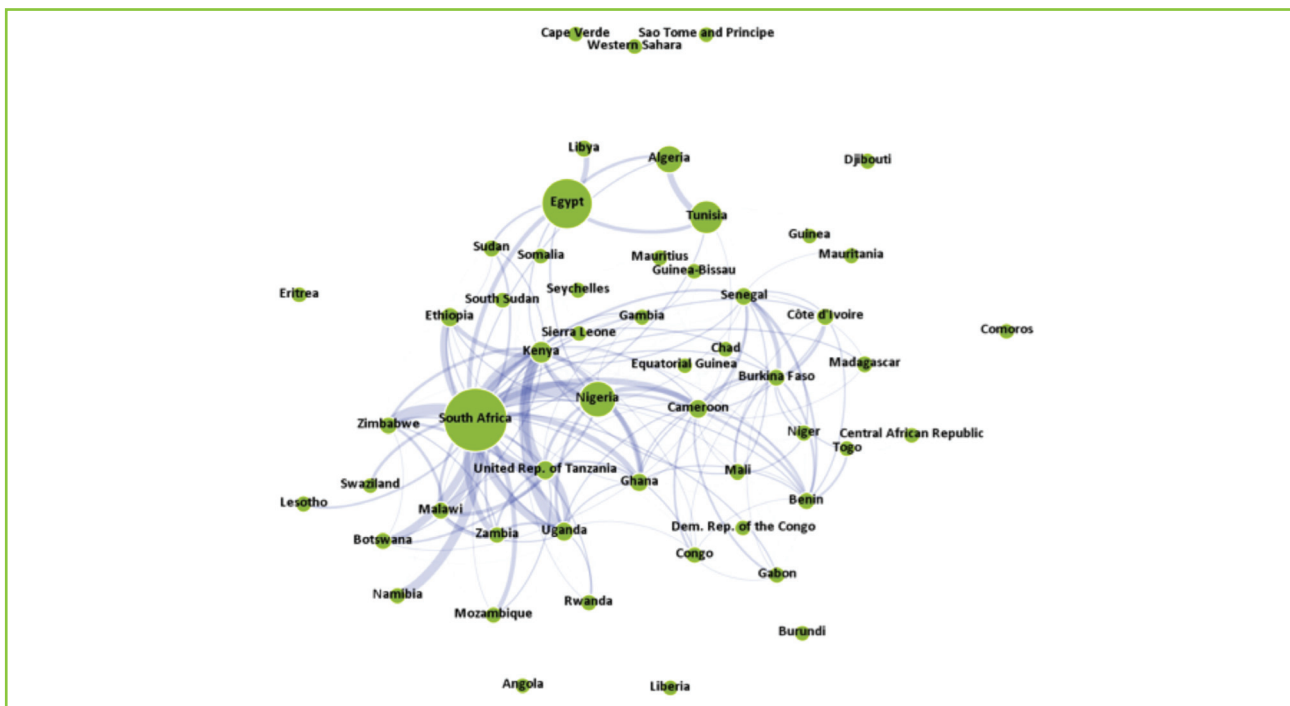 Cape Verde
Sao Tome and Principe
Western Sahara
Libya
Algeria
Djibouti
Egypt
Tunisia
Guinea
Sudan
Somalia
Mauritius
Mauritania
Guinea-Bissau
Eritrea
South Sudan
Seychelles
Senegal
Ethiopia
Sierra Leone
Gambia
Côte d'Ivoire
Comoros
Kenya
Chad
Equatorial Guinea
Burkina Faso
Madagascar
Nigeria
Cameroon
South Africa
Zimbabwe
Niger
Central African Republic
Togo
United Rep. of Tanzania
Mali
Swaziland
Ghana
Lesotho
Malawi
Benin
Botswana
Zambia
Uganda
Dem. Rep. of the Congo
Congo
Gabon
Namibia
Mozambique
Rwanda
Burundi
Angola
Liberia